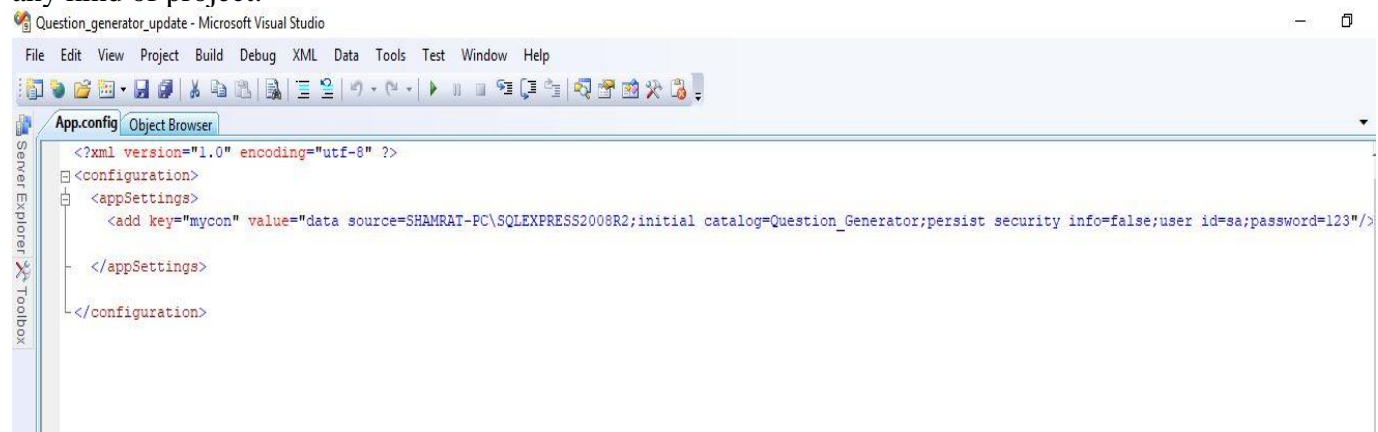 any kind of project.
Question_generator_update - Microsoft Visual Studio
File Edit View Project Build Debug XML Data Tools Test Window Help
App.config Object Browser
Server Explorer
Toolbox
<?xml version="1.0" encoding="utf-8" ?>
<configuration>
<appSettings>
<add key="mycon" value="data source=SHAMRAT-PC\SQLEXPRESS2008R2;initial catalog=Question_Generator;persist security info=false;user id=sa;password=123"/>
</appSettings>
</configuration>